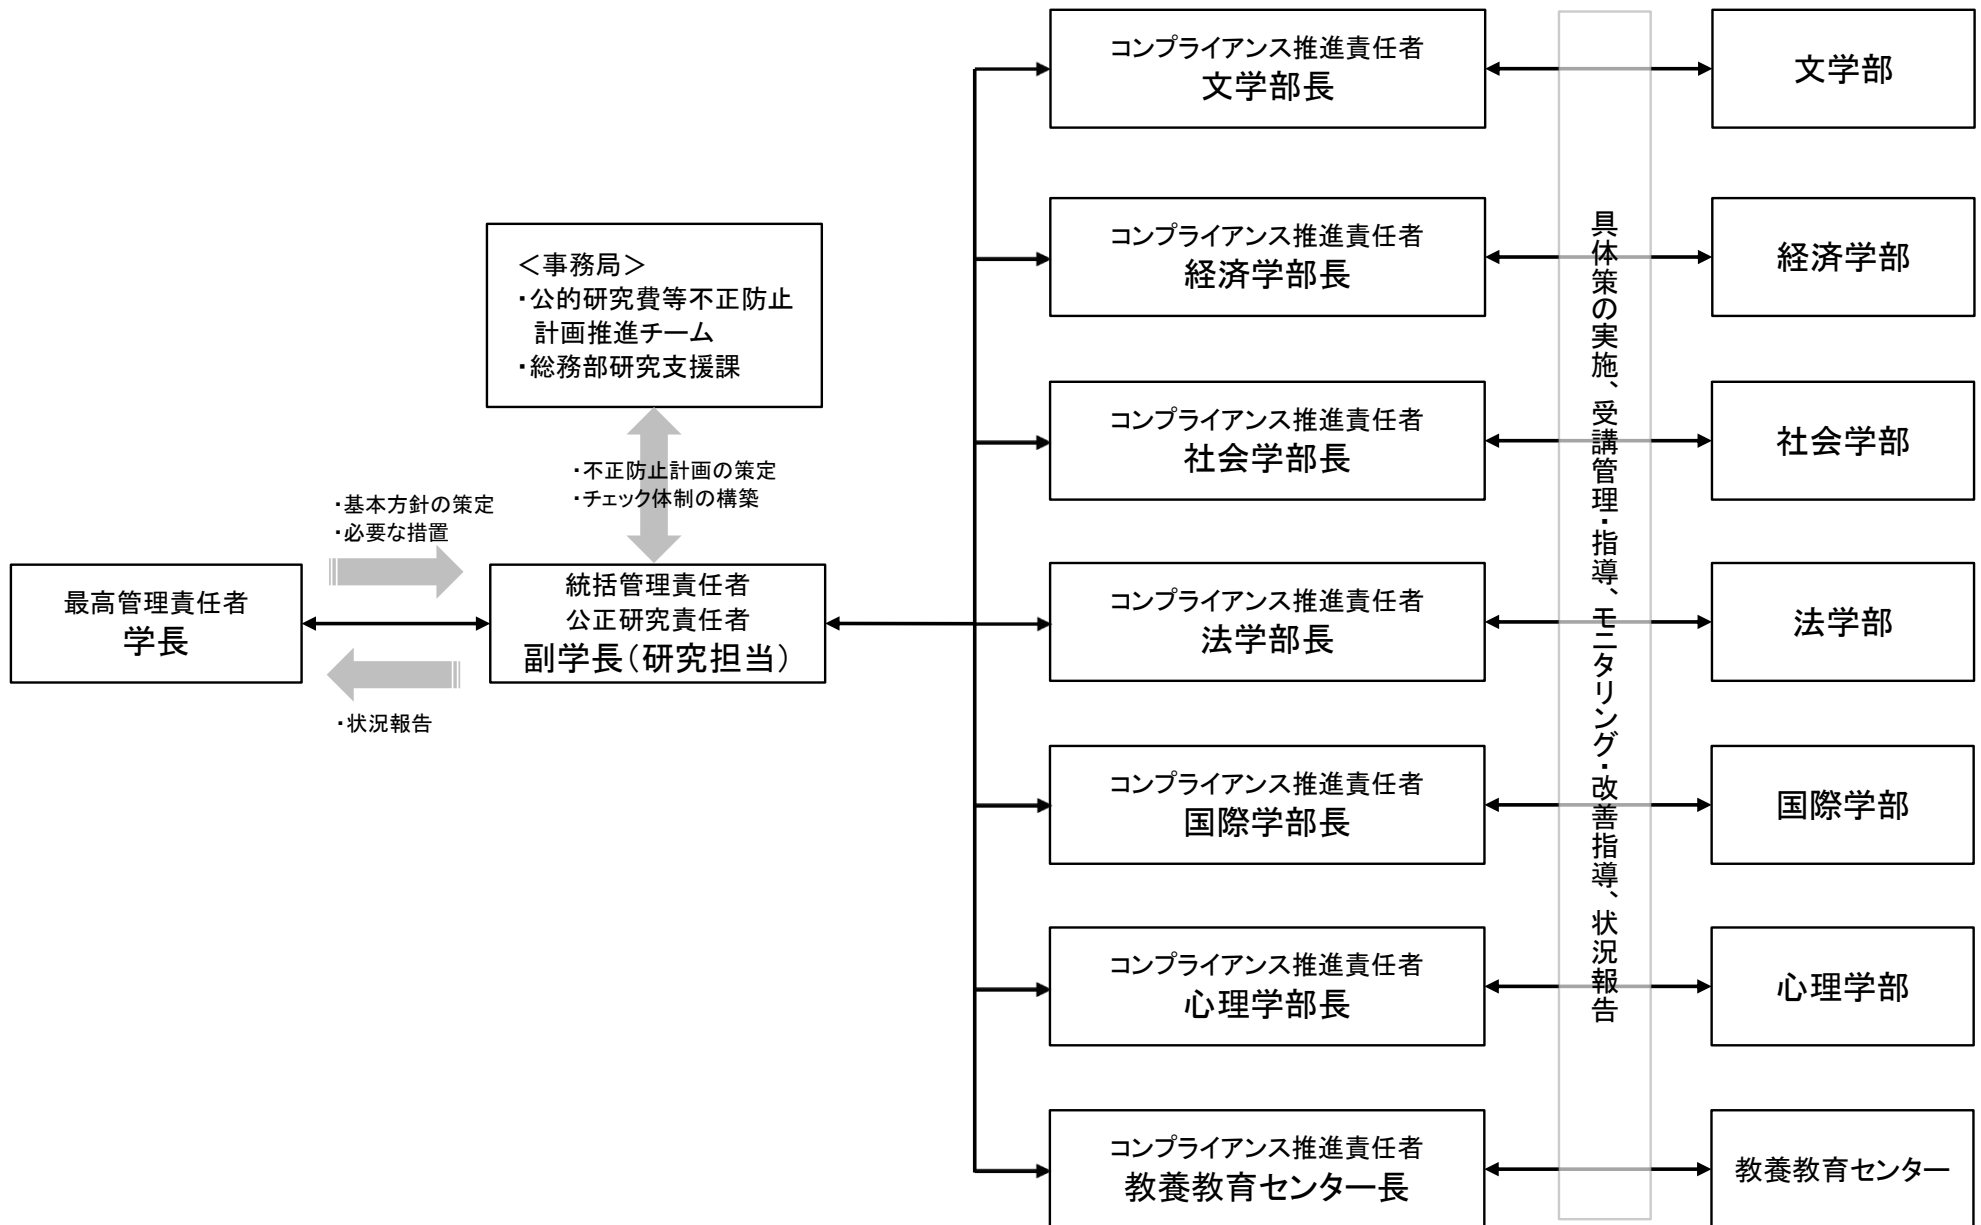 最高管理責任者
学長
・基本方針の策定
・必要な措置
・状況報告
＜事務局＞
・公的研究費等不正防止
計画推進チーム
・総務部研究支援課
・不正防止計画の策定
・チェック体制の構築
統括管理責任者
公正研究責任者
副学長（研究担当）
コンプライアンス推進責任者
文学部長
コンプライアンス推進責任者
経済学部長
コンプライアンス推進責任者
社会学部長
コンプライアンス推進責任者
法学部長
コンプライアンス推進責任者
国際学部長
コンプライアンス推進責任者
心理学部長
コンプライアンス推進責任者
教養教育センター長
具体策の実施、受講管理・指導、モニタリング・改善指導、状況報告
文学部
経済学部
社会学部
法学部
国際学部
心理学部
教養教育センター